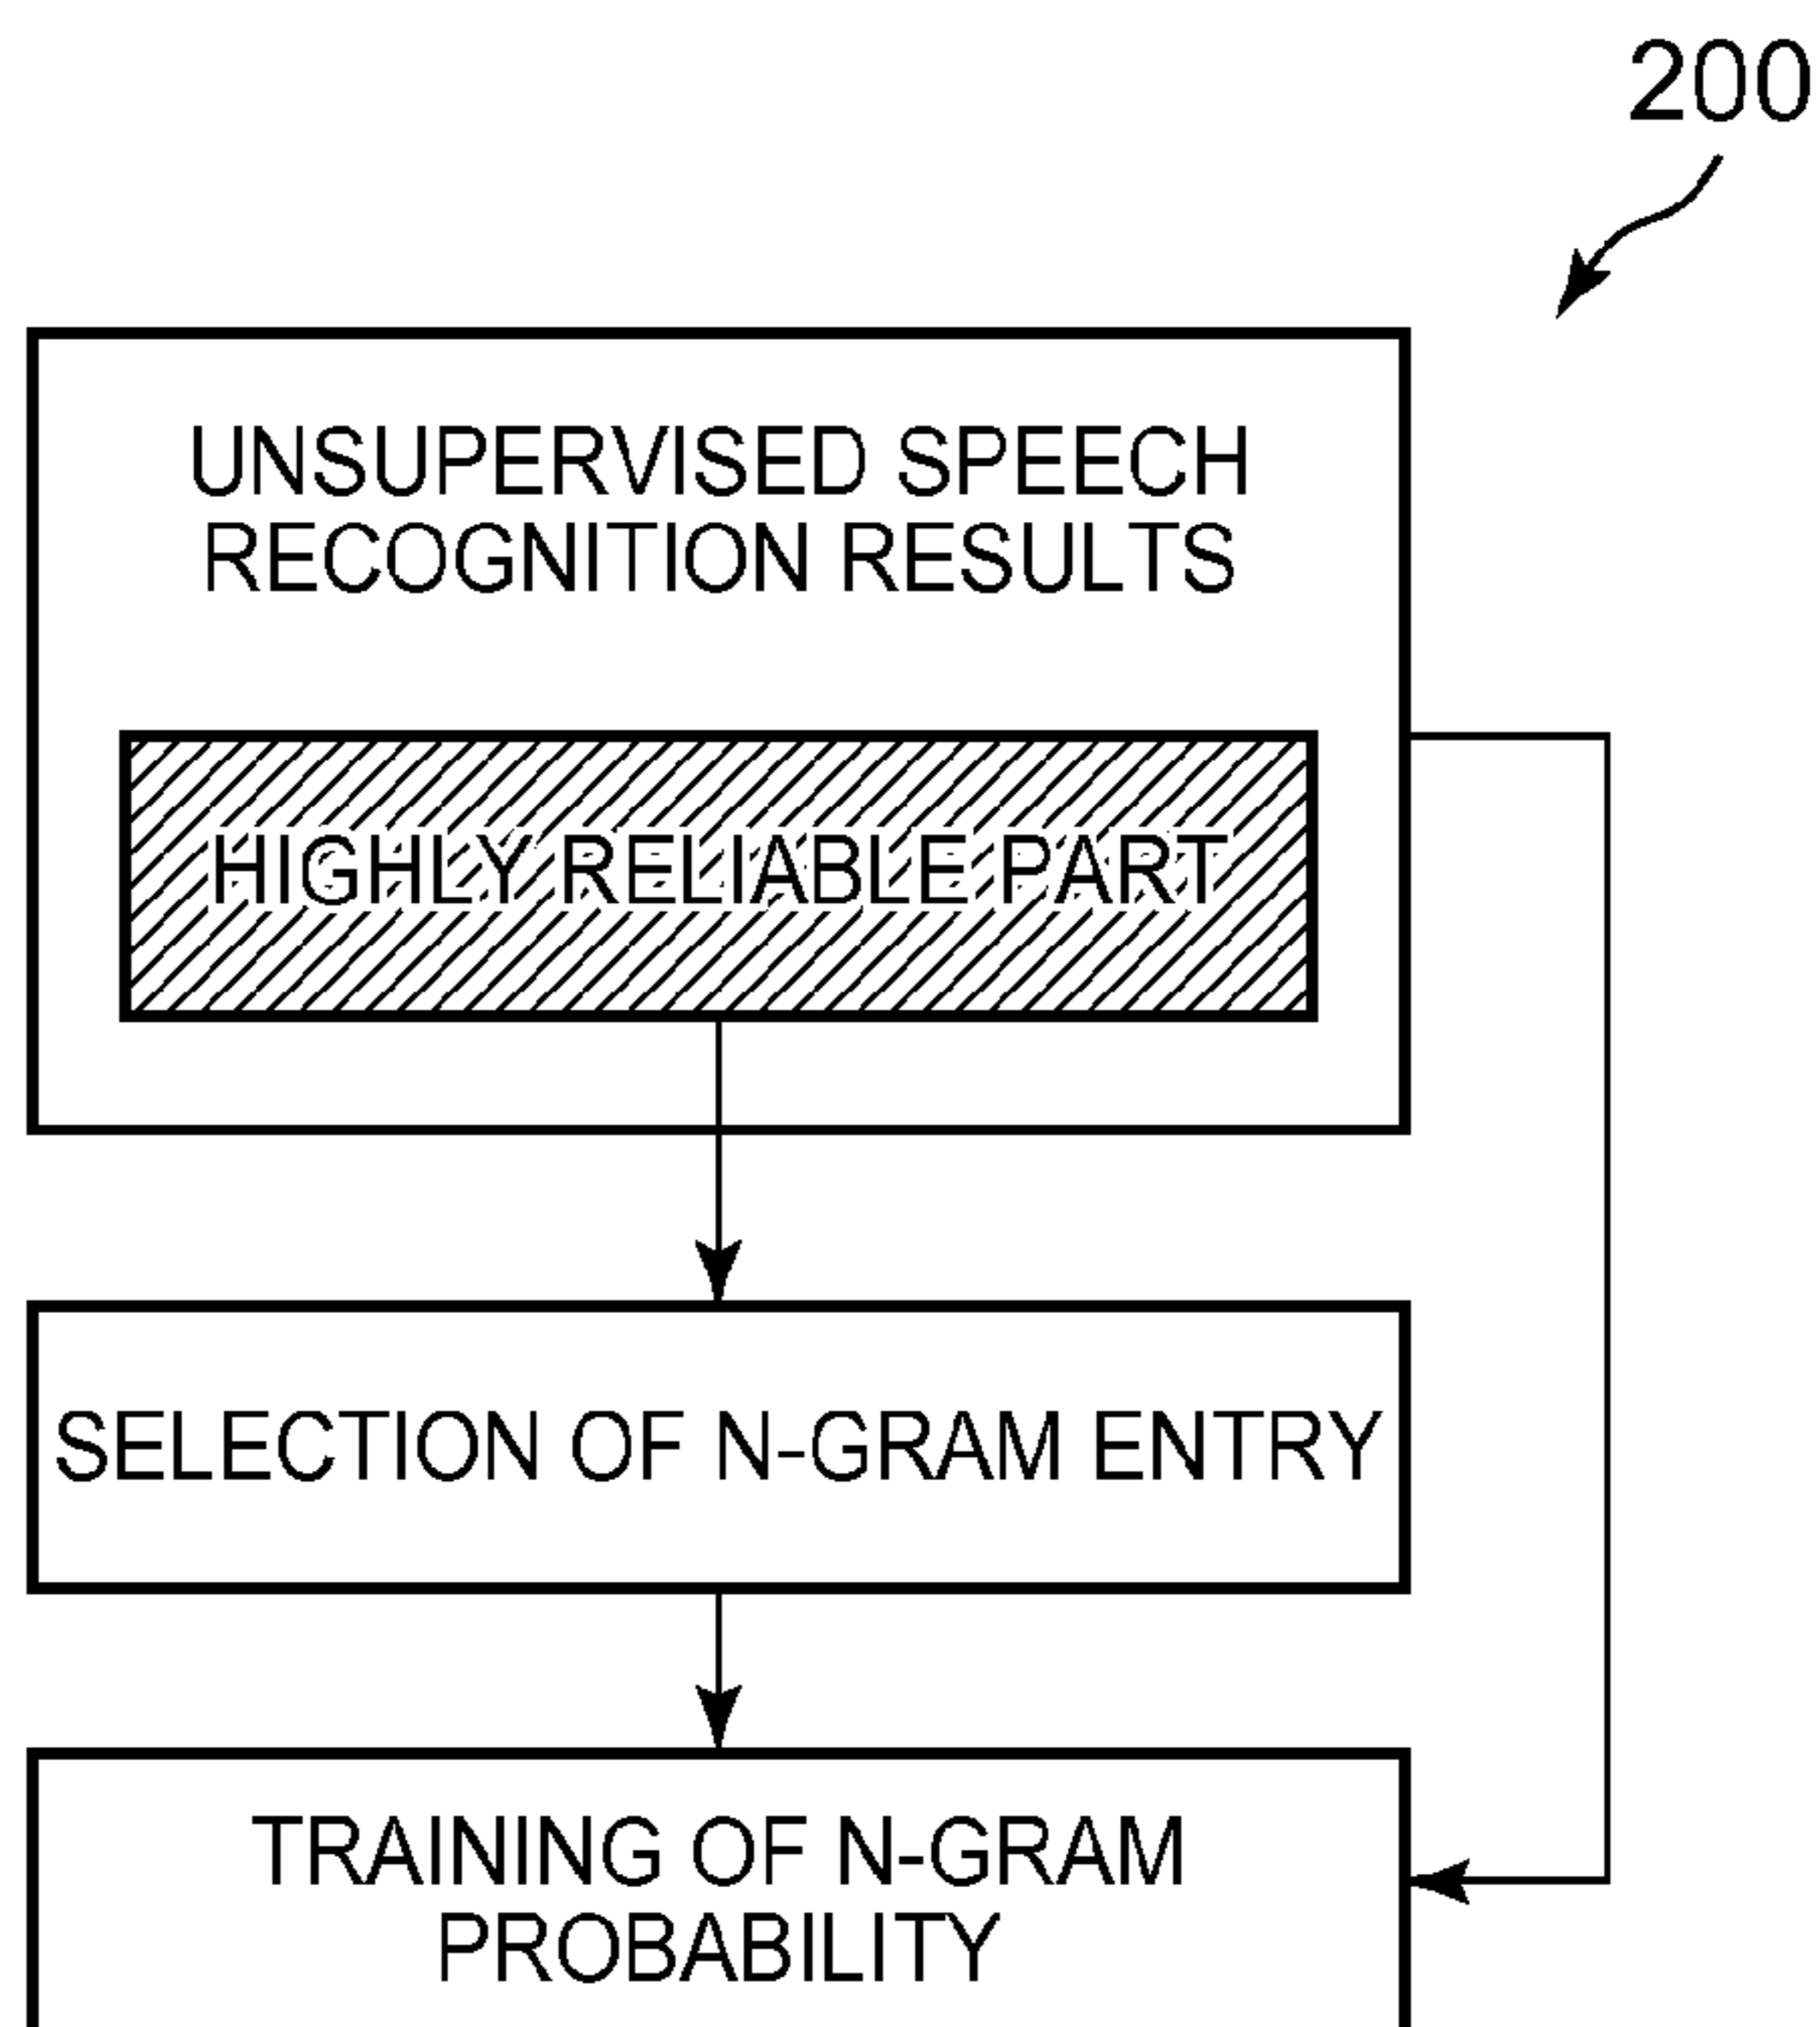 200
UNSUPERVISED SPEECH
RECOGNITION RESULTS
HIGHLY RELIABLE PART
SELECTION OF N-GRAM ENTRY
TRAINING OF N-GRAM
PROBABILITY